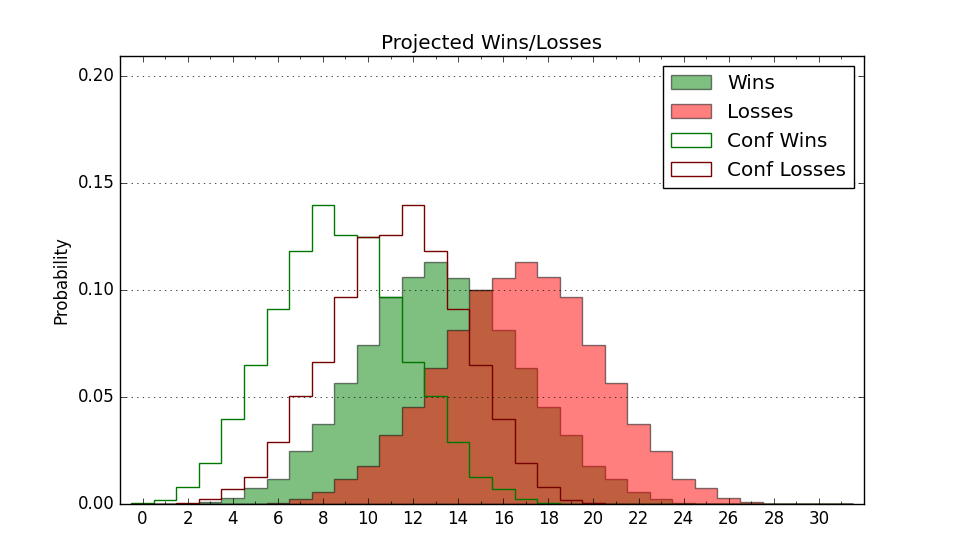 Projected Wins/Losses
0.20
0.15
0.10
0.05
0.00
Probability
Wins
Losses
Conf Wins
Conf Losses
0 2 4 6 8 10 12 14 16 18 20 22 24 26 28 30